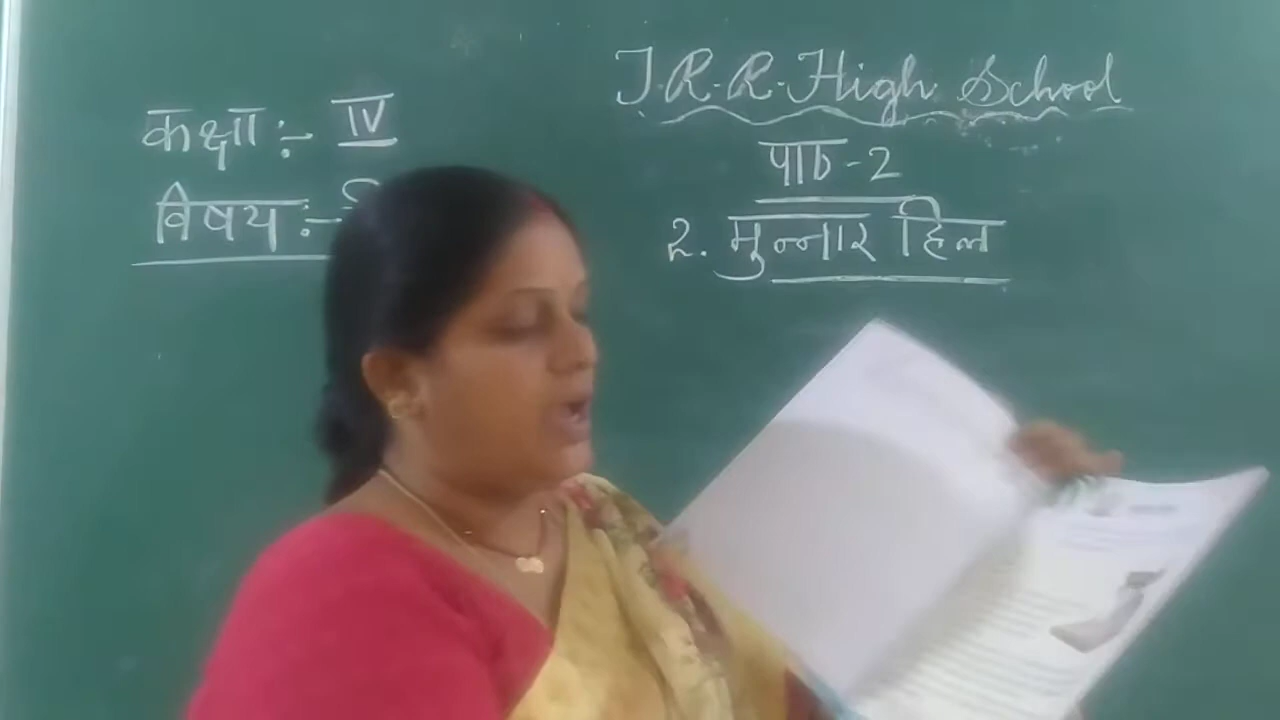 J.R.R. High School
कक्षा :- IV
विषय :-
पाठ - 2
2. मुन्नार हिल